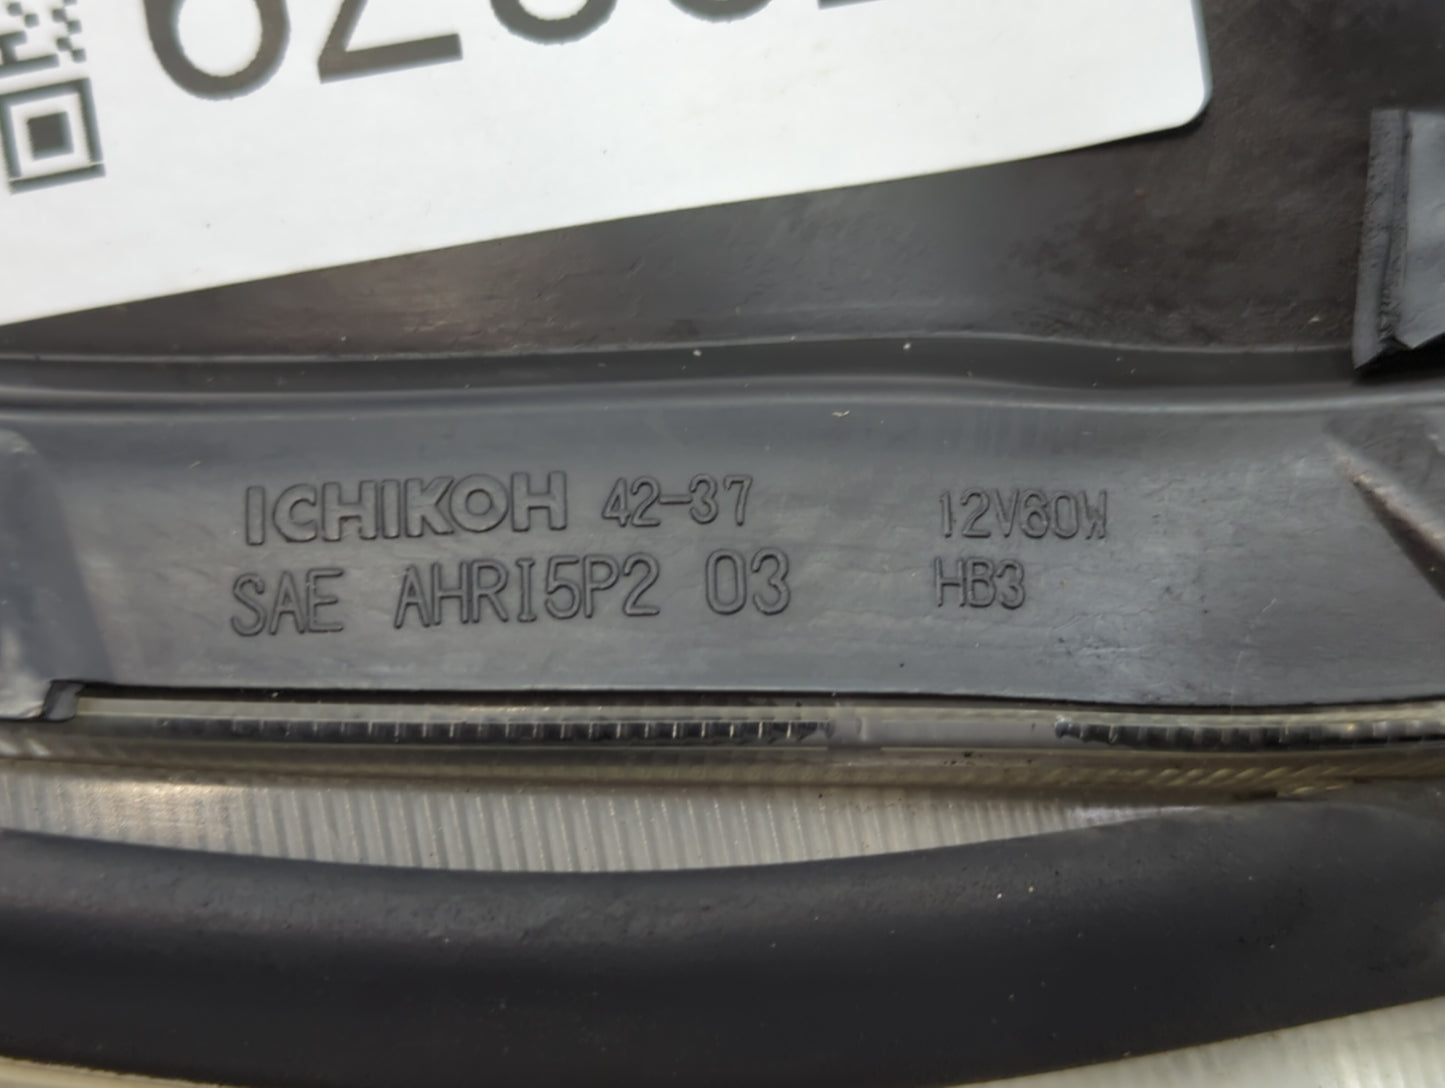 ICHIKOH 42-37 12V60W
SAE AHRI5P2 03 HB3